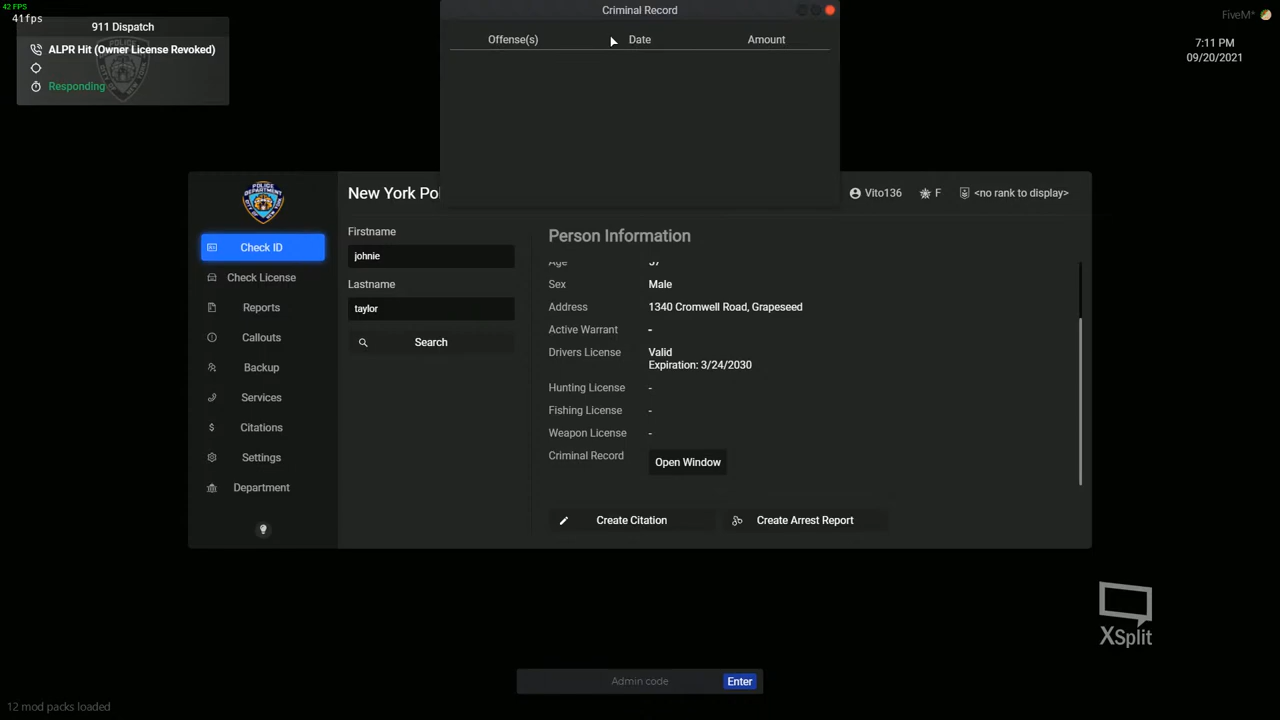 42 FPS
41fps
911 Dispatch
ALPR Hit (Owner License Revoked)
Responding
Criminal Record
Offense(s) Date Amount
FiveM*
7:11 PM
09/20/2021
New York Pol
Vito136 F <no rank to display>
Check ID
Check License
Reports
Callouts
Backup
Services
Citations
Settings
Department
Firstname
johnie
Lastname
taylor
Search
Person Information
Age 37
Sex Male
Address 1340 Cromwell Road, Grapeseed
Active Warrant -
Drivers License Valid
Expiration: 3/24/2030
Hunting License -
Fishing License -
Weapon License -
Criminal Record Open Window
Create Citation Create Arrest Report
XSplit
Admin code Enter
12 mod packs loaded